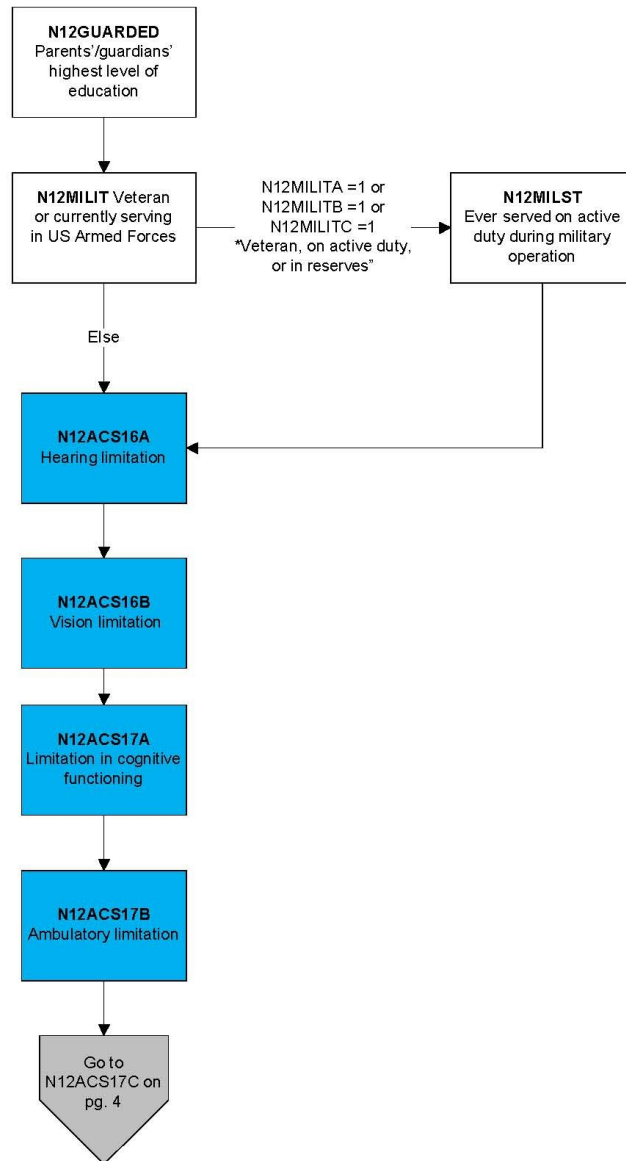 N12GUARDED
Parents’/guardians’
highest level of
education
N12MILIT Veteran
or currently serving
in US Armed Forces
N12MILITA =1 or
N12MILITB =1 or
N12MILITC =1
*Veteran, on active duty,
or in reserves”
N12MILST
Ever served on active
duty during military
operation
Else
N12ACS16A
Hearing limitation
N12ACS16B
Vision limitation
N12ACS17A
Limitation in cognitive
functioning
N12ACS17B
Ambulatory limitation
Go to
N12ACS17C on
pg. 4